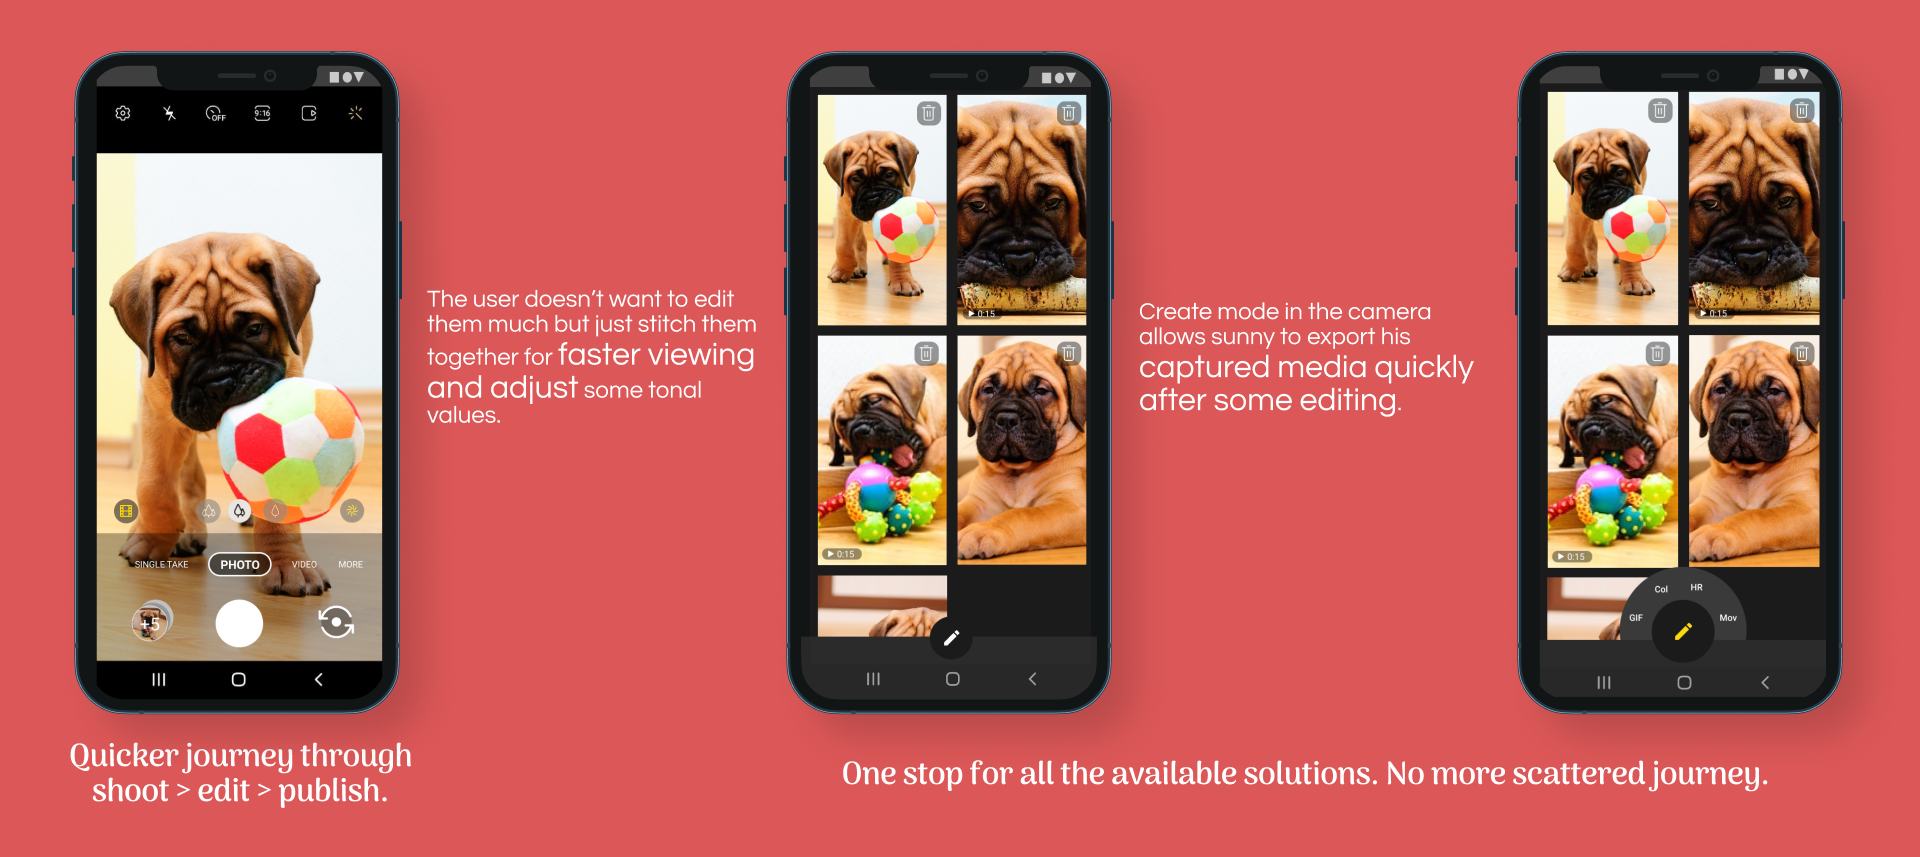 OFF
9:16
SINGLE TAKE
PHOTO
VIDEO
MORE
+5
Quicker journey through
shoot > edit > publish.
The user doesn't want to edit
them much but just stitch them
together for faster viewing
and adjust some tonal
values.
0:15
0:15
Create mode in the camera
allows sunny to export his
captured media quickly
after some editing.
0:15
0:15
GIF
Col
HR
Mov
One stop for all the available solutions. No more scattered journey.